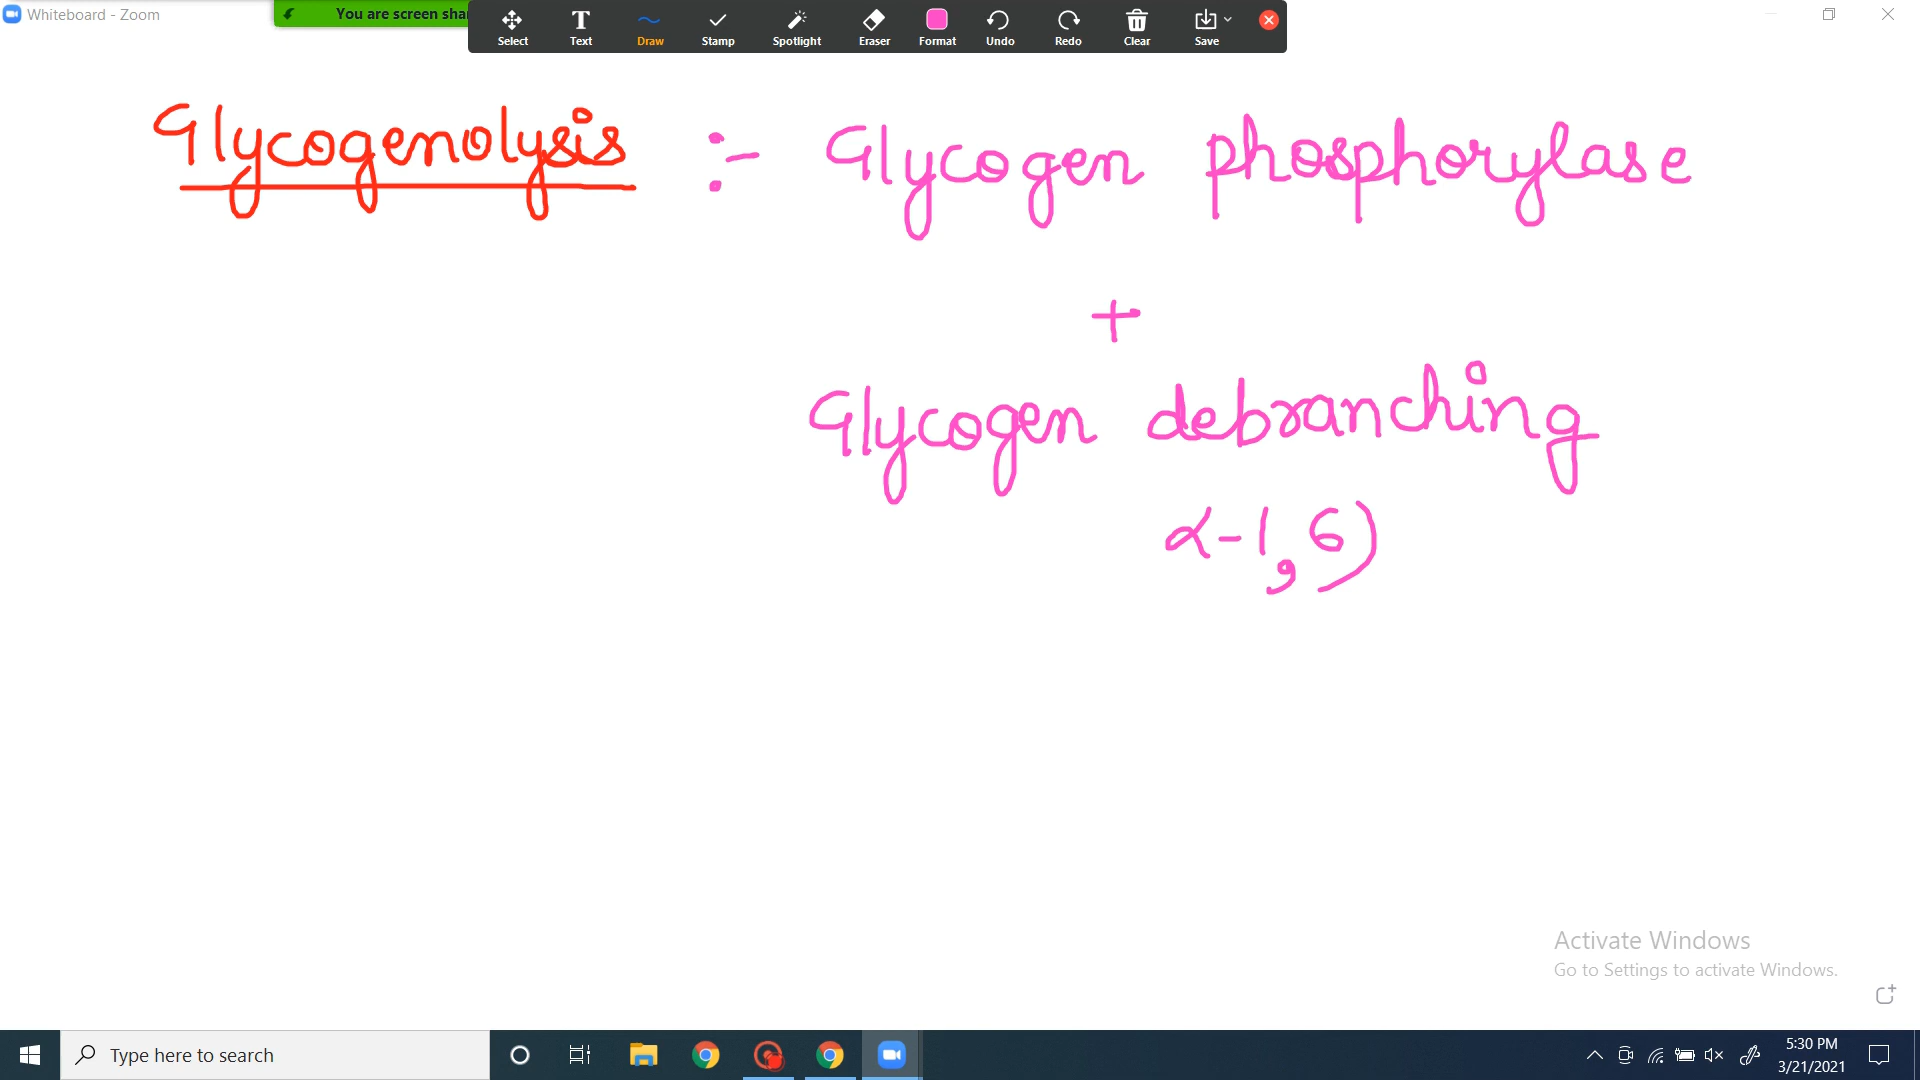 Whiteboard - Zoom
You are screen sha
Select Text Draw Stamp Spotlight Eraser Format Undo Redo Clear Save
Glycogenolysis :- Glycogen phosphorylase
+
Glycogen debranching
α-1,6)
Activate Windows
Go to Settings to activate Windows.
Type here to search
5:30 PM
3/21/2021